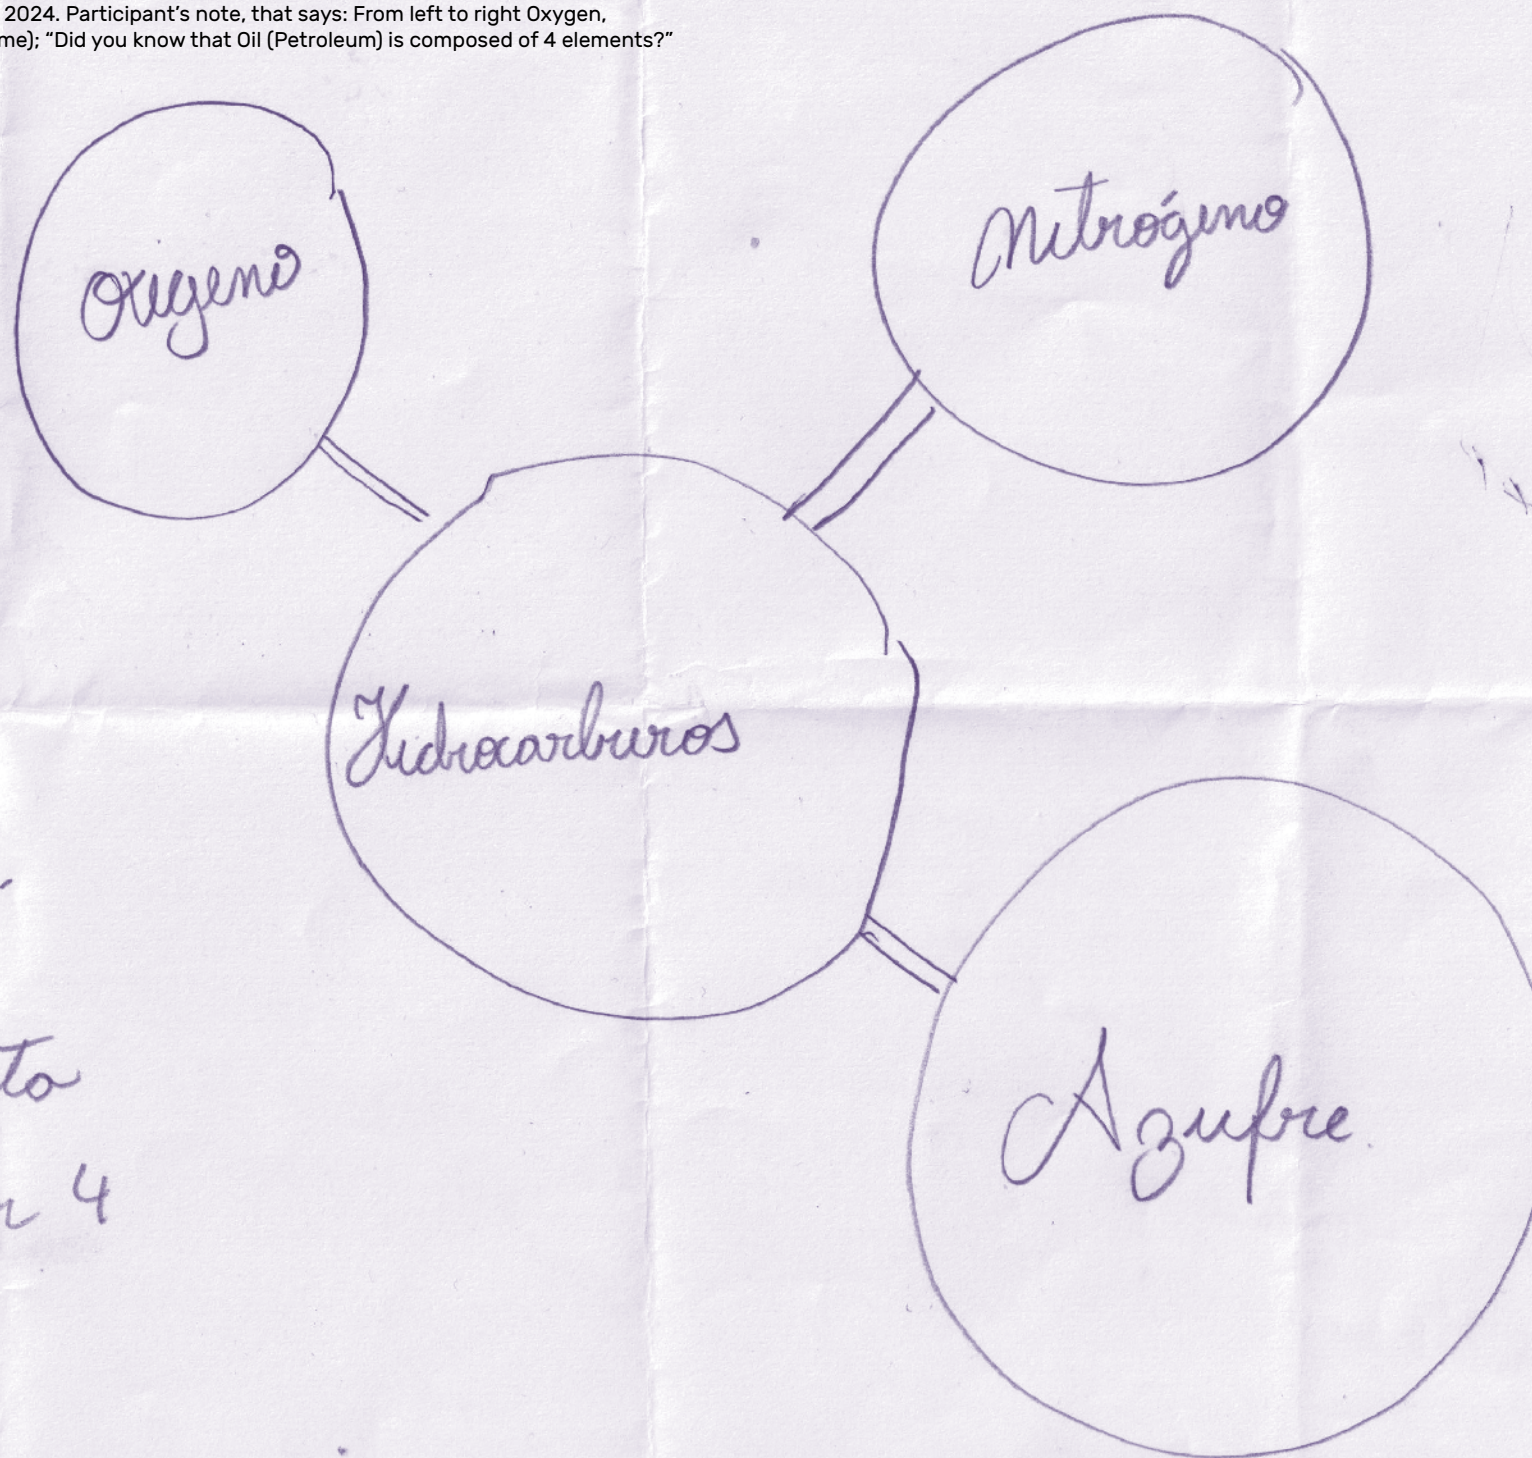 2024. Participant's note, that says: From left to right Oxygen,
me); “Did you know that Oil (Petroleum) is composed of 4 elements?”
Oxigeno
Nitrógeno
Hidrocarburos
Azufre
to
4